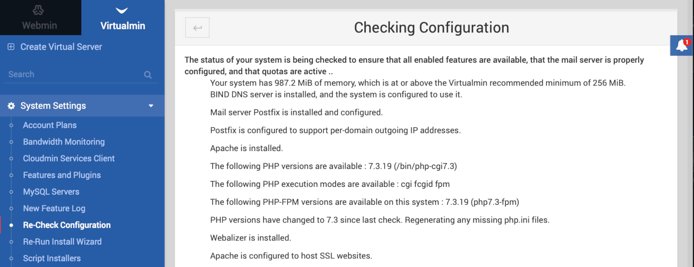 Webmin
Virtualmin
Create Virtual Server
Search
System Settings
Account Plans
Bandwidth Monitoring
Cloudmin Services Client
Features and Plugins
MySQL Servers
New Feature Log
Re-Check Configuration
Re-Run Install Wizard
Script Installers
Checking Configuration
1
The status of your system is being checked to ensure that all enabled features are available, that the mail server is properly
configured, and that quotas are active ..
Your system has 987.2 MiB of memory, which is at or above the Virtualmin recommended minimum of 256 MiB.
BIND DNS server is installed, and the system is configured to use it.
Mail server Postfix is installed and configured.
Postfix is configured to support per-domain outgoing IP addresses.
Apache is installed.
The following PHP versions are available : 7.3.19 (/bin/php-cgi7.3)
The following PHP execution modes are available : cgi fcgid fpm
The following PHP-FPM versions are available on this system : 7.3.19 (php7.3-fpm)
PHP versions have changed to 7.3 since last check. Regenerating any missing php.ini files.
Webalizer is installed.
Apache is configured to host SSL websites.